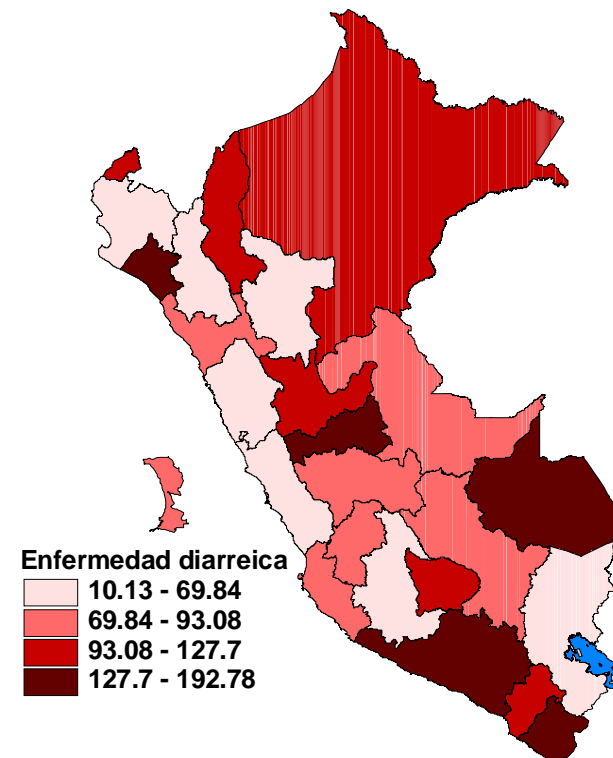 Enfermedad diarreica
10.13 - 69.84
69.84 - 93.08
93.08 - 127.7
127.7 - 192.78